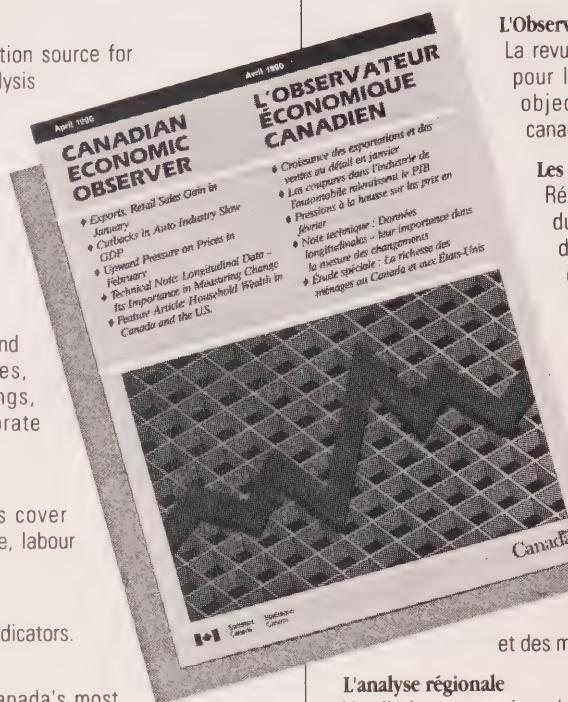 tion source for
lysis
nd
es,
ngs,
orate
s cover
e, labour
dicators.
anada's most
April 1990
CANADIAN
ECONOMIC
OBSERVER
♦ Exports, Retail Sales Gain in
January
♦ Cutbacks in Auto Industry Slow
GDP
♦ Upward Pressure on Prices in
February
♦ Technical Note: Longitudinal Data –
Its Importance in Measuring Change
♦ Feature Article: Household Wealth in
Canada and the U.S.
Avril 1990
L'OBSERVATEUR
ÉCONOMIQUE
CANADIEN
♦ Croissance des exportations et des
ventes au détail en janvier
♦ Les coupures dans l'industrie de
l'automobile ralentissent le PIB
♦ Pressions à la hausse sur les prix en
février
♦ Note technique : Données
longitudinales – leur importance dans
la mesure des changements
♦ Étude spéciale : La richesse des
ménages au Canada et aux États-Unis
Statistics Statistique
Canada Canada
Canada
L'Observ
La revu
pour l
objec
cana
Les
Ré
du
d
et des m
L'analyse régionale